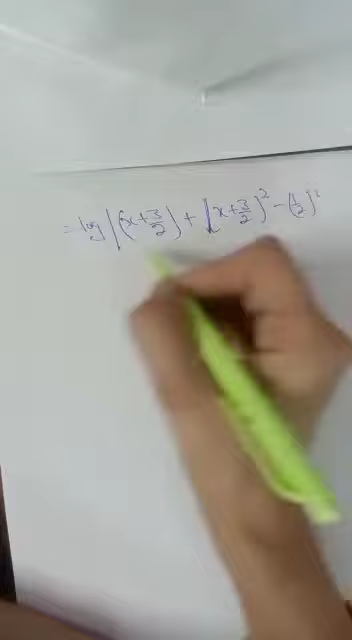 = log |(x+3/2) + √(x+3/2)² - (1/2)²